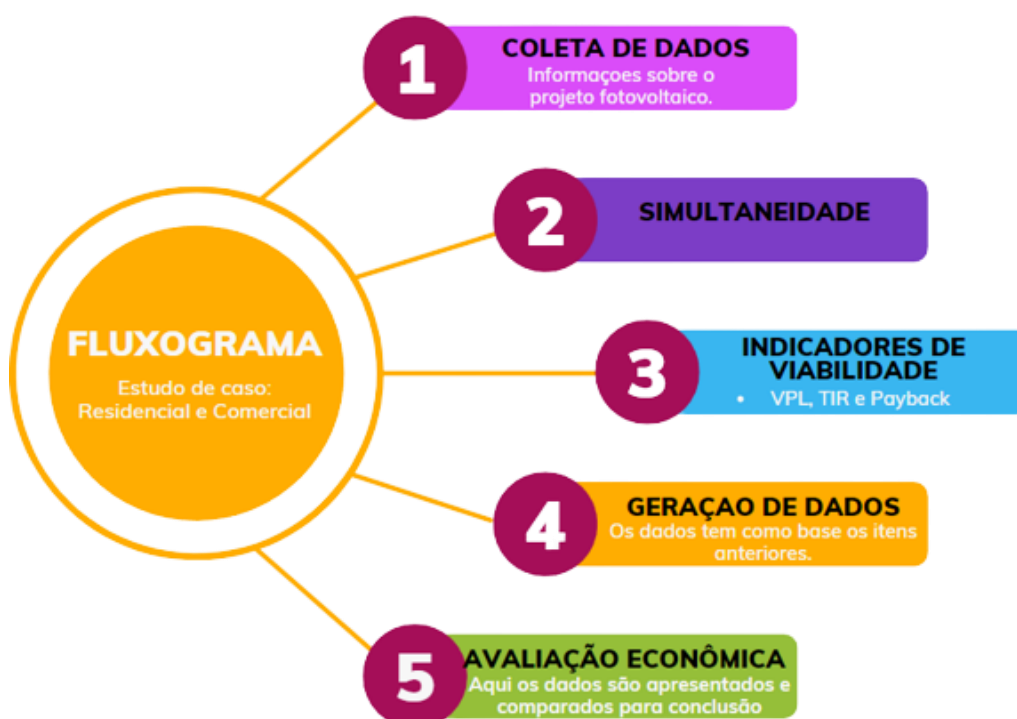 FLUXOGRAMA
Estudo de caso:
Residencial e Comercial
1
COLETA DE DADOS
Informaçoes sobre o
projeto fotovoltaico.
2
SIMULTANEIDADE
3
INDICADORES DE
VIABILIDADE
• VPL, TIR e Payback
4
GERAÇAO DE DADOS
Os dados tem como base os itens
anteriores.
5
AVALIAÇÃO ECONÔMICA
Aqui os dados são apresentados e
comparados para conclusão